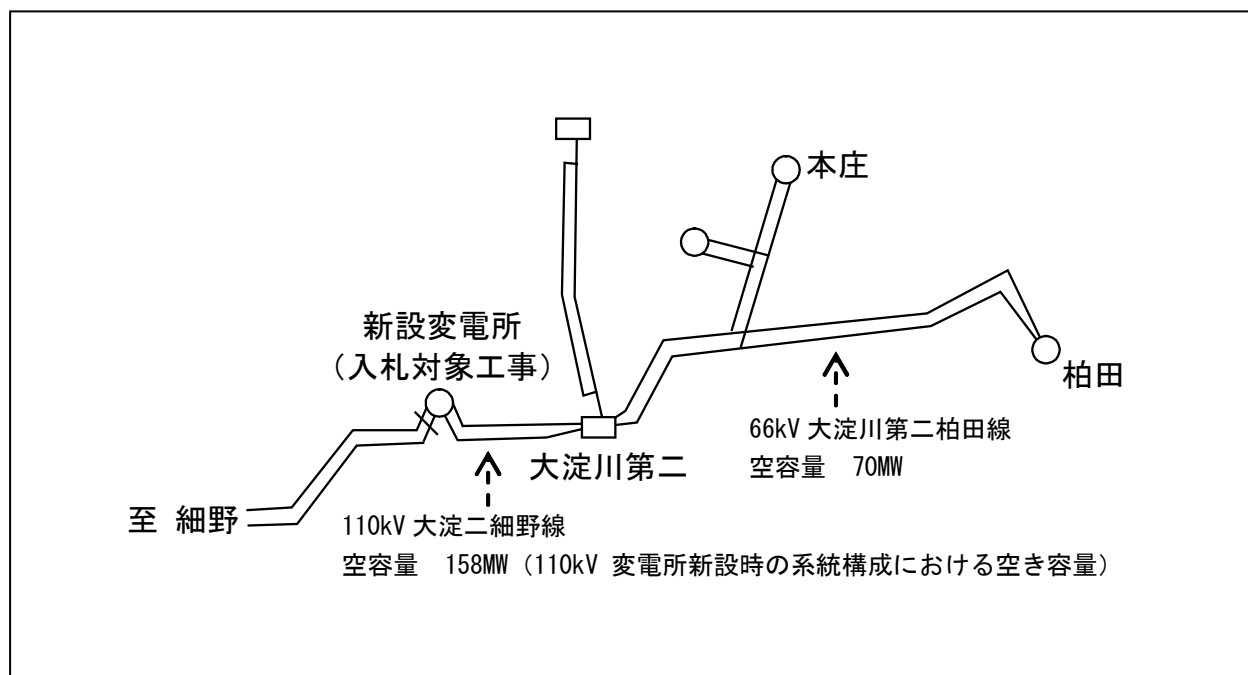 本庄
新設変電所
（入札対象工事）
柏田
66kV 大淀川第二柏田線
空容量　70MW
大淀川第二
至 細野
110kV 大淀二細野線
空容量　158MW（110kV 変電所新設時の系統構成における空き容量）